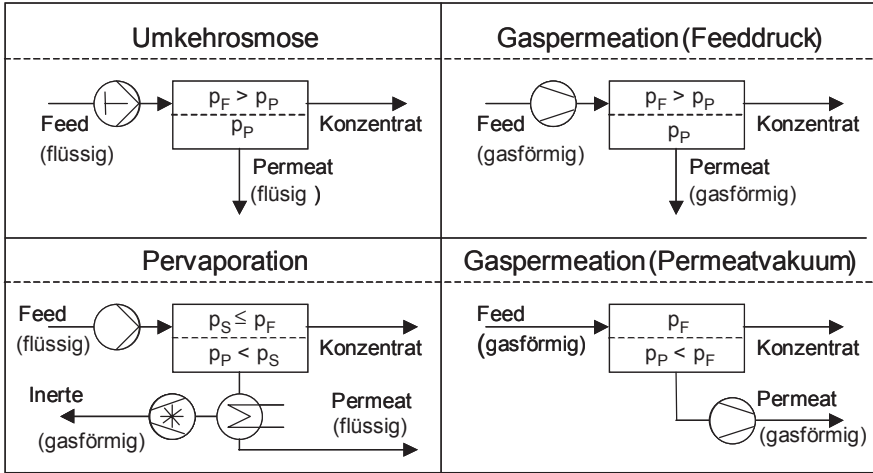 Umkehrosmose
p_F > p_P
p_P
Feed
(flüssig)
Konzentrat
Permeat
(flüsig )
Gaspermeation (Feeddruck)
p_F > p_P
p_P
Feed
(gasförmig)
Konzentrat
Permeat
(gasförmig)
Pervaporation
Feed
(flüssig)
p_S ≤ p_F
p_P < p_S
Konzentrat
Inerte
(gasförmig)
Permeat
(flüssig)
Gaspermeation (Permeatvakuum)
Feed
(gasförmig)
p_F
p_P < p_F
Konzentrat
Permeat
(gasförmig)